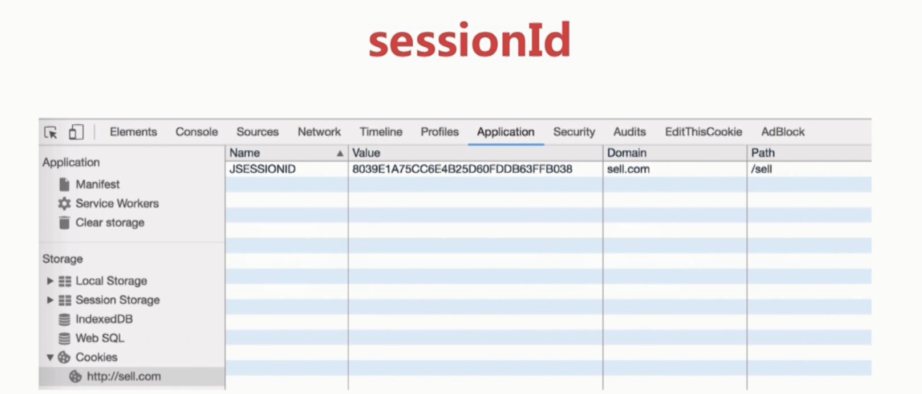 sessionId
Elements Console Sources Network Timeline Profiles Application Security Audits EditThisCookie AdBlock
Application
Manifest
Service Workers
Clear storage
Storage
Local Storage
Session Storage
IndexedDB
Web SQL
Cookies
http://sell.com
Name Value Domain Path
JSESSIONID 8039E1A75CC6E4B25D60FDDB63FFB038 sell.com /sell